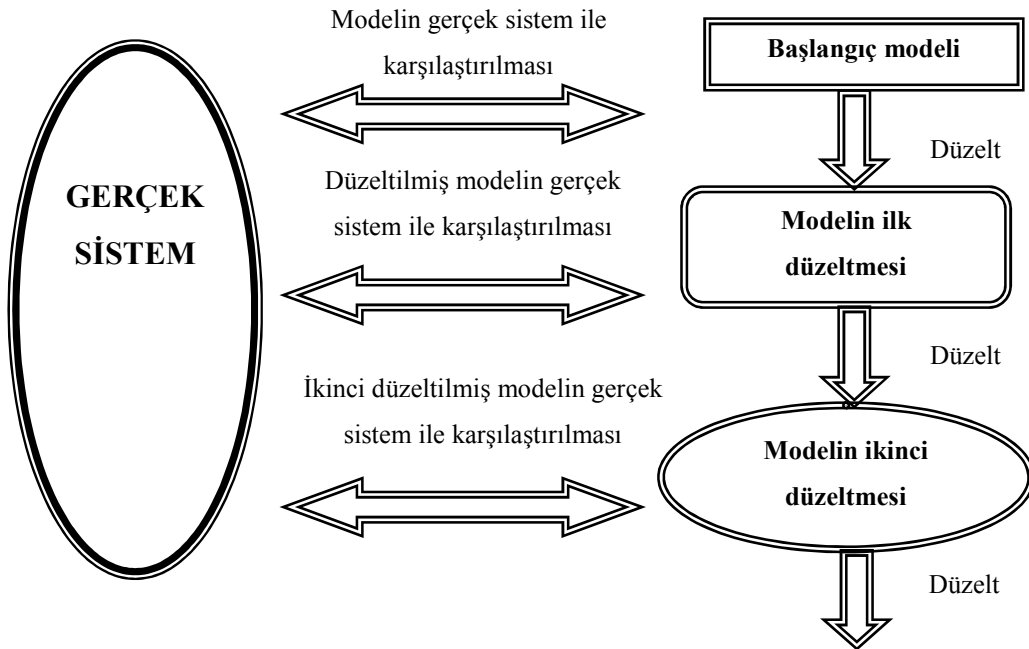 Modelin gerçek sistem ile
karşılaştırılması
Başlangıç modeli
Düzelt
GERÇEK
SİSTEM
Düzeltilmiş modelin gerçek
sistem ile karşılaştırılması
Modelin ilk
düzeltmesi
Düzelt
İkinci düzeltilmiş modelin gerçek
sistem ile karşılaştırılması
Modelin ikinci
düzeltmesi
Düzelt